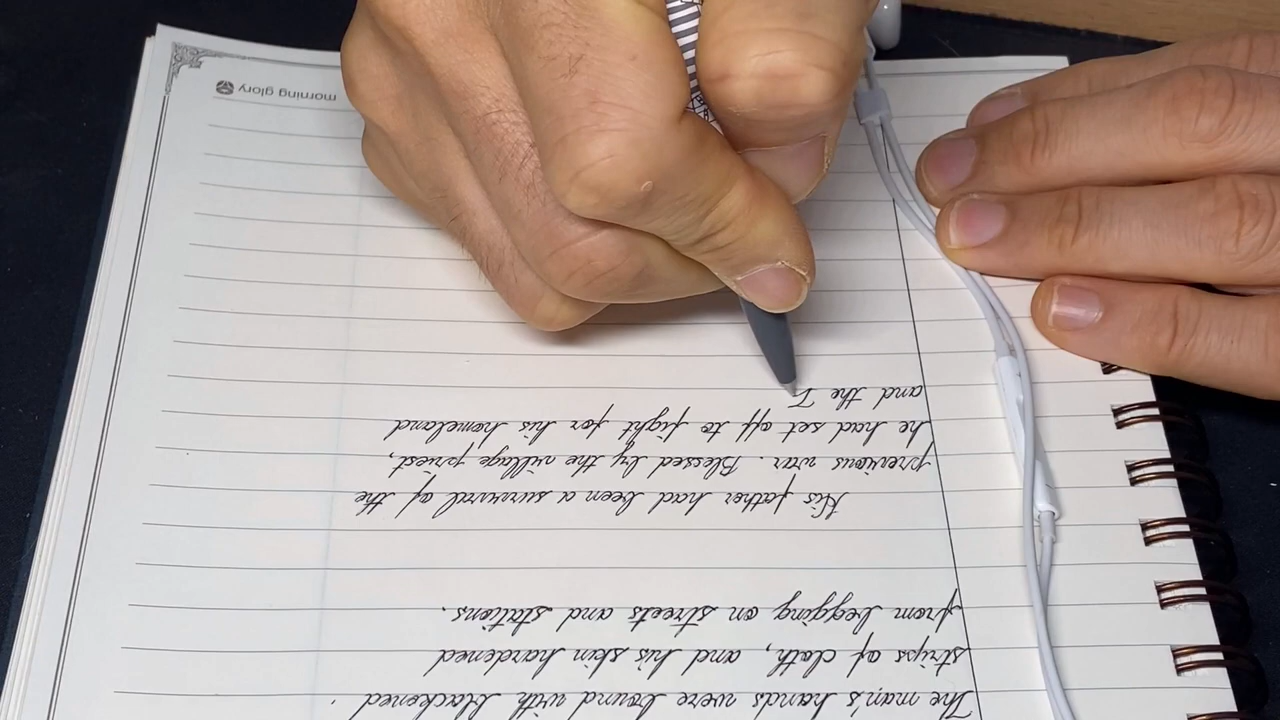 The man's hands were bound with blackened
strips of cloth, and his skin hardened
from begging on streets and stations.
His father had been a of the
previous war. Blessed by the village priest,
he had set off to fight for his homeland
and the T
morning glory